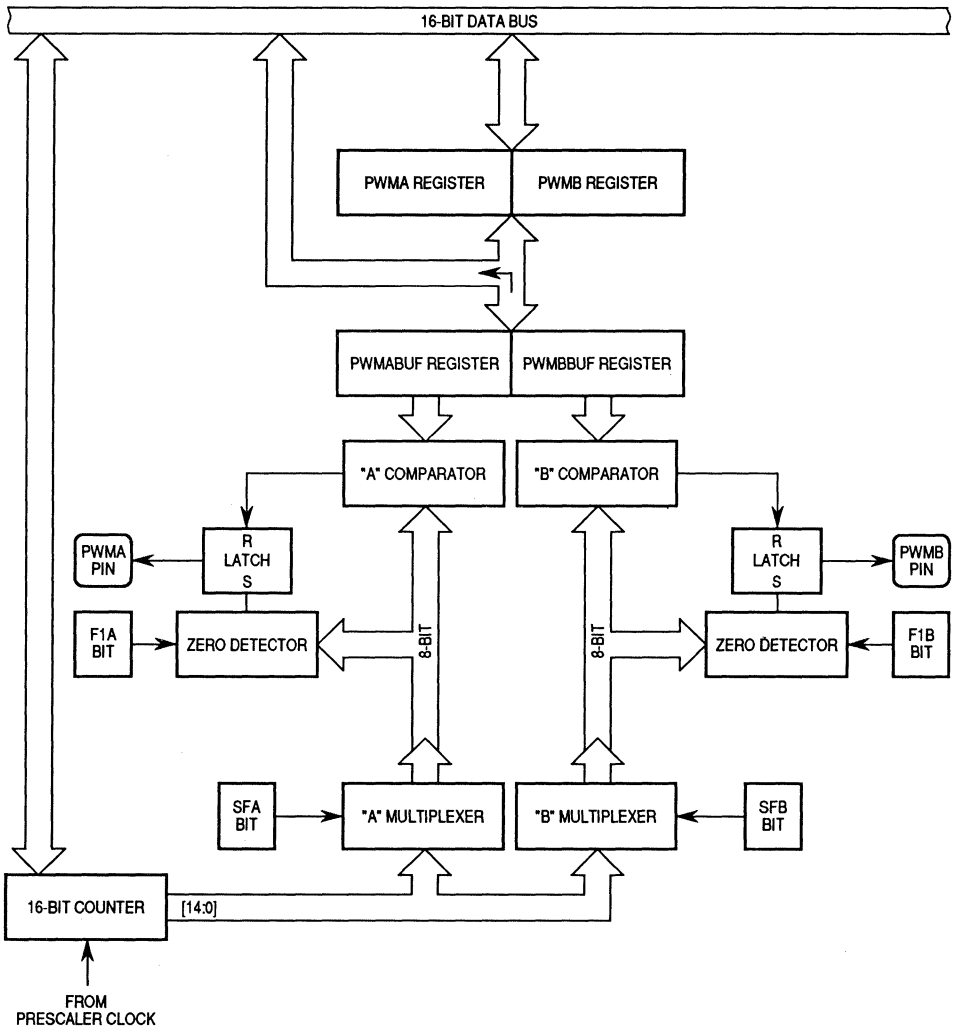 16-BIT DATA BUS
PWMA REGISTER
PWMB REGISTER
PWMABUF REGISTER
PWMBBUF REGISTER
"A" COMPARATOR
"B" COMPARATOR
R
LATCH
S
R
LATCH
S
PWMA
PIN
PWMB
PIN
F1A
BIT
ZERO DETECTOR
8-BIT
8-BIT
ZERO DETECTOR
F1B
BIT
SFA
BIT
"A" MULTIPLEXER
"B" MULTIPLEXER
SFB
BIT
16-BIT COUNTER
[14:0]
FROM
PRESCALER CLOCK